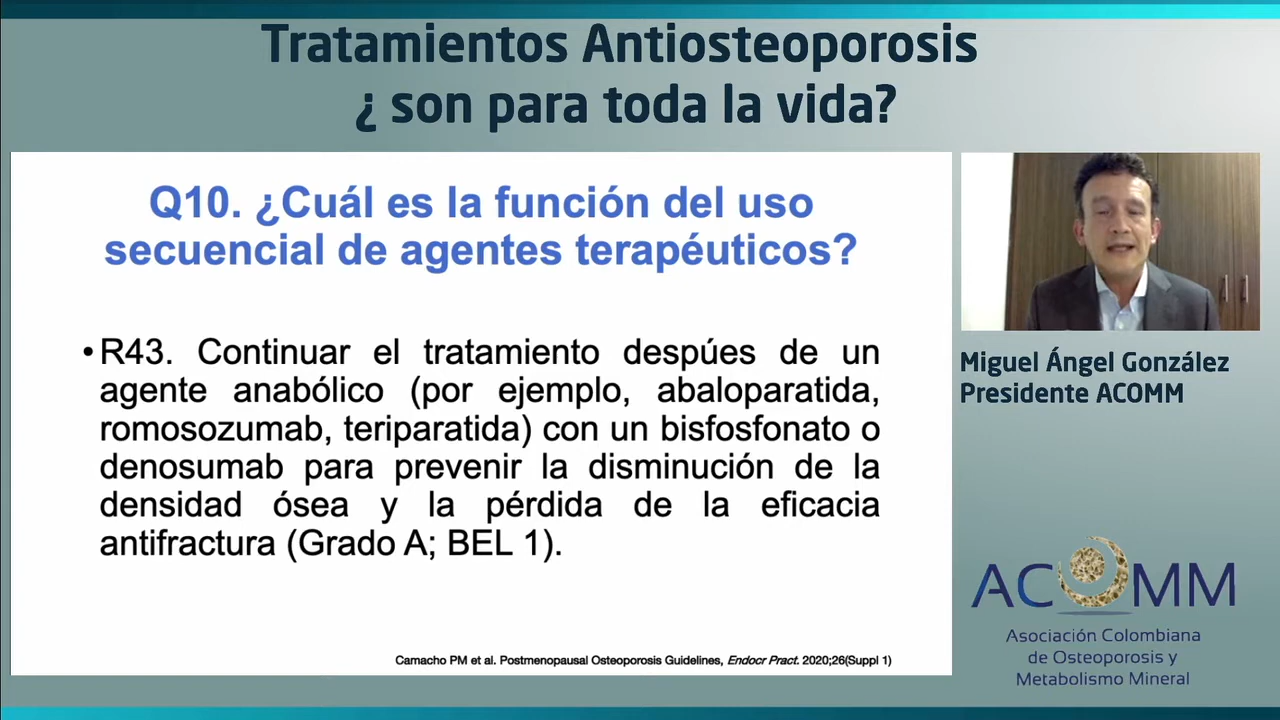 Tratamientos Antiosteoporosis
¿ son para toda la vida?
Q10. ¿Cuál es la función del uso
secuencial de agentes terapéuticos?
• R43. Continuar el tratamiento despúes de un
agente anabólico (por ejemplo, abaloparatida,
romosozumab, teriparatida) con un bisfosfonato o
denosumab para prevenir la disminución de la
densidad ósea y la pérdida de la eficacia
antifractura (Grado A; BEL 1).
Camacho PM et al. Postmenopausal Osteoporosis Guidelines, Endocr Pract. 2020;26(Suppl 1)
Miguel Ángel González
Presidente ACOMM
ACOMM
Asociación Colombiana
de Osteoporosis y
Metabolismo Mineral